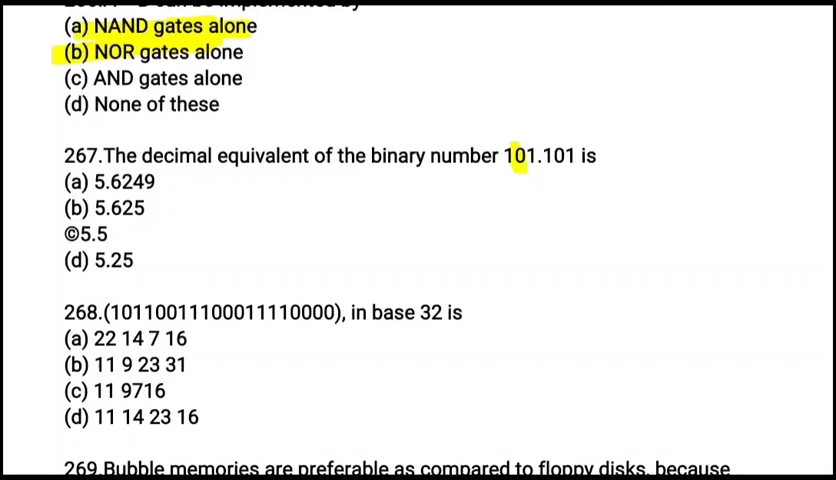 (a) NAND gates alone
(b) NOR gates alone
(c) AND gates alone
(d) None of these
267.The decimal equivalent of the binary number 101.101 is
(a) 5.6249
(b) 5.625
©5.5
(d) 5.25
268.(10110011100011110000), in base 32 is
(a) 22 14 7 16
(b) 11 9 23 31
(c) 11 9716
(d) 11 14 23 16
269.Bubble memories are preferable as compared to floppy disks, because